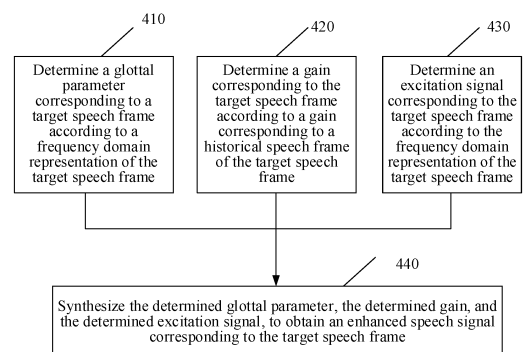 410
420
430
Determine a glottal
parameter
corresponding to a
target speech frame
according to a
frequency domain
representation of the
target speech frame
Determine a gain
corresponding to the
target speech frame
according to a gain
corresponding to a
historical speech frame
of the target speech
frame
Determine an
excitation signal
corresponding to the
target speech frame
according to the
frequency domain
representation of the
target speech frame
440
Synthesize the determined glottal parameter, the determined gain, and
the determined excitation signal, to obtain an enhanced speech signal
corresponding to the target speech frame